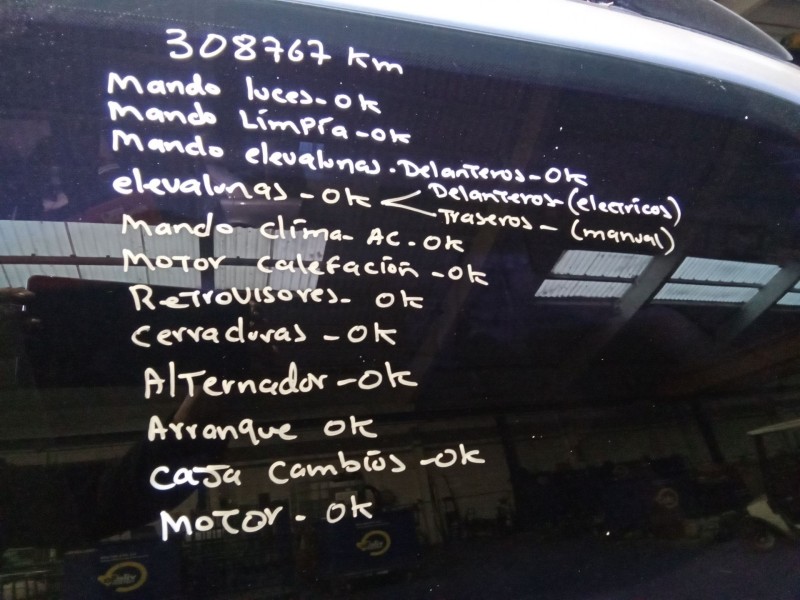 308767 km
Mando luces - OK
Mando Limpia - OK
Mando elevalunas. Delanteros - OK
elevalunas - OK < Delanteros - (electricos)
Traseros - (manual)
Mando clima - AC. OK
Motor calefación - OK
Retrovisores - OK
Cerraduras - OK
Alternador - OK
Arranque OK
Caja Cambios - OK
Motor - OK